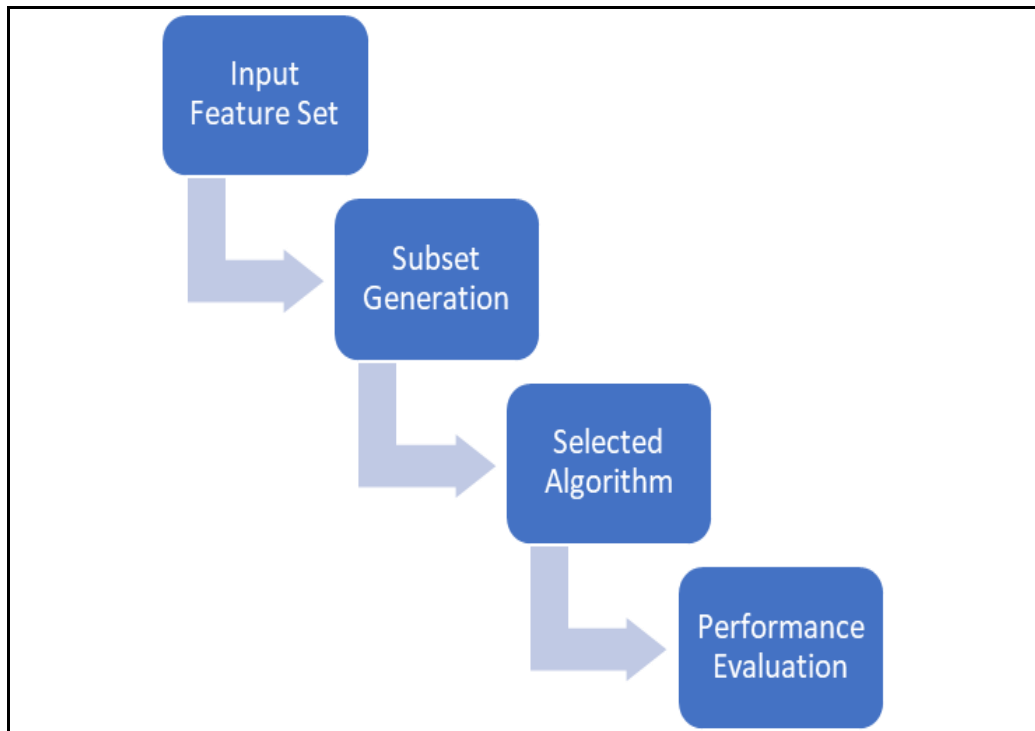 Input
Feature Set
Subset
Generation
Selected
Algorithm
Performance
Evaluation